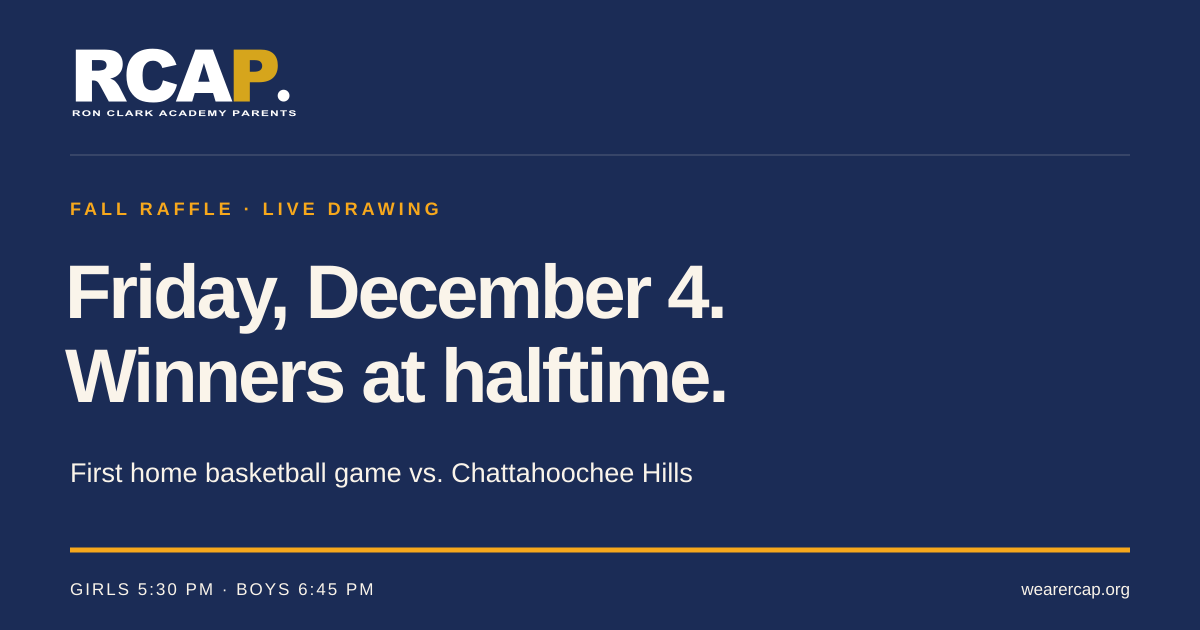 RCAP.
RON CLARK ACADEMY PARENTS
FALL RAFFLE · LIVE DRAWING
Friday, December 4.
Winners at halftime.
First home basketball game vs. Chattahoochee Hills
GIRLS 5:30 PM · BOYS 6:45 PM
wearercap.org